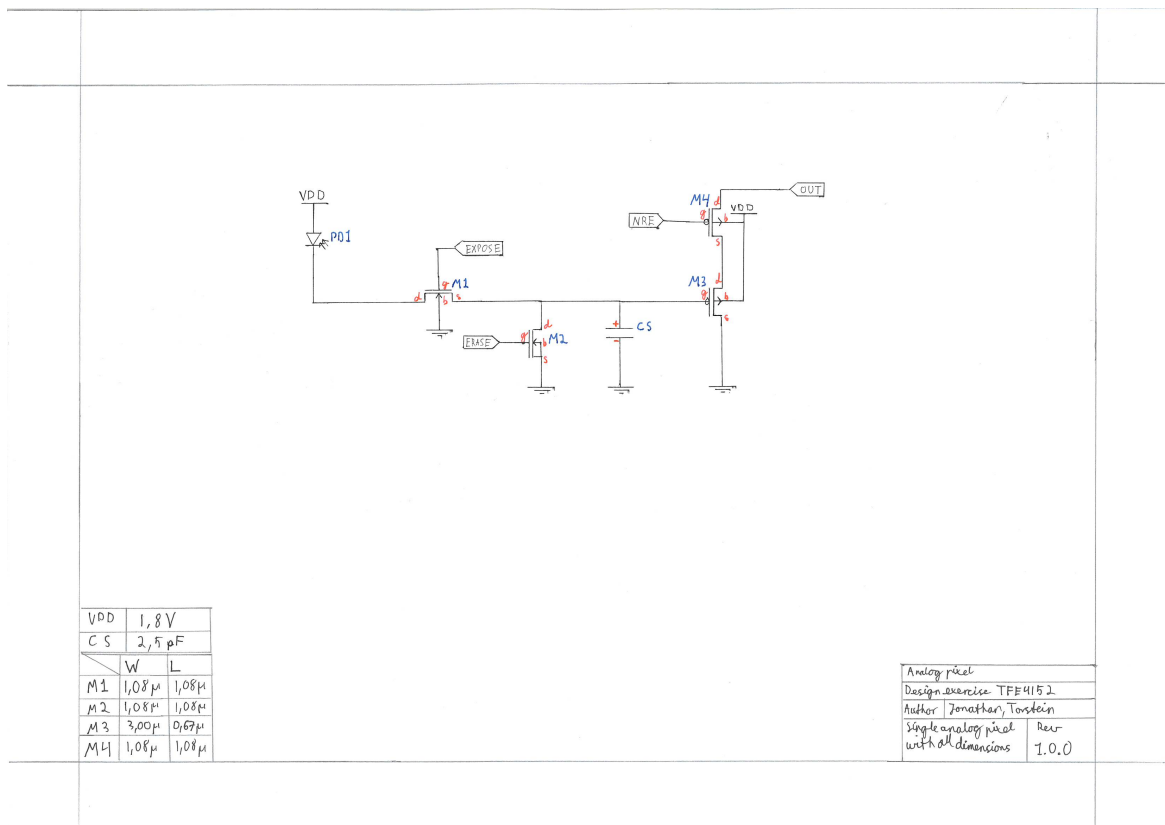 VDD
PD1
EXPOSE
g
M1
d
b
s
ERASE
g
d
b
M2
s
+
CS
-
NRE
M4
d
g
b
s
VDD
OUT
M3
d
g
b
s
VDD 1,8V
CS 2,5pF
W L
M1 1,08μ 1,08μ
M2 1,08μ 1,08μ
M3 3,00μ 0,67μ
M4 1,08μ 1,08μ
Analog pixel
Design exercise TFE4152
Author Jonathan, Torstein
Single analog pixel
with all dimensions
Rev
1.0.0